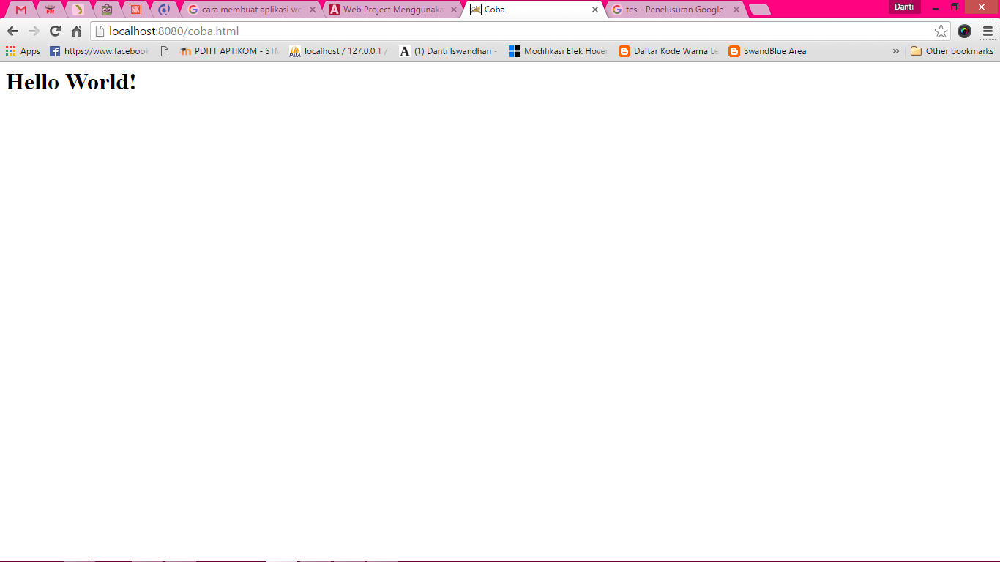 cara membuat aplikasi we
Web Project Menggunaka
Coba
tes - Penelusuran Google
Danti
localhost:8080/coba.html
Apps
https://www.facebook
PDITT APTIKOM - STM
localhost / 127.0.0.1 /
(1) Danti Iswandhari -
Modifikasi Efek Hover
Daftar Kode Warna Le
SwandBlue Area
Other bookmarks
Hello World!